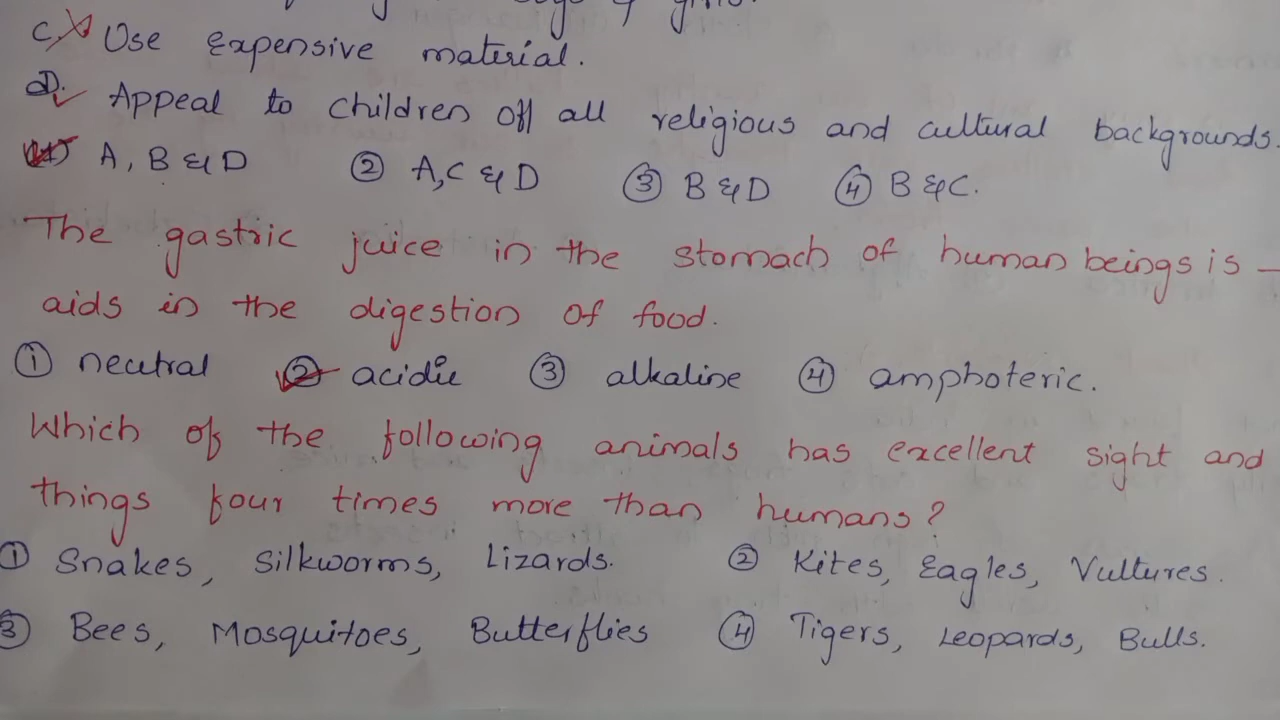 C. Use Expensive material.
D. Appeal to children off all religious and cultural backgrounds.
(1) A, B & D ② A, C & D ③ B & D ④ B & C.
The gastric juice in the stomach of human beings is —
aids in the digestion of food.
① neutral ② acidic ③ alkaline ④ amphoteric.
Which of the following animals has excellent sight and
things four times more than humans?
① Snakes, Silkworms, Lizards. ② Kites, Eagles, Vultures.
③ Bees, Mosquitoes, Butterflies ④ Tigers, Leopards, Bulls.